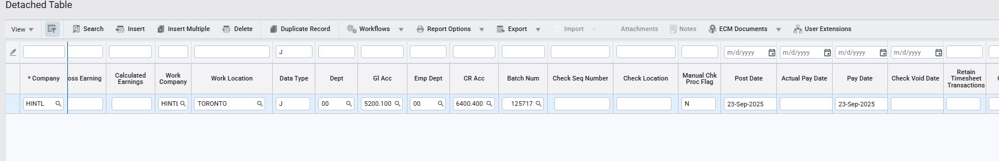 Detached Table
View Search Insert Insert Multiple Delete Duplicate Record Workflows Report Options Export Import Attachments Notes ECM Documents User Extensions
J m/d/yyyy m/d/yyyy m/d/yyyy m/d/yyyy
* Company oss Earning Calculated Earnings Work Company Work Location Data Type Dept Gl Acc Emp Dept CR Acc Batch Num Check Seq Number Check Location Manual Chk Proc Flag Post Date Actual Pay Date Pay Date Check Void Date Retain Timesheet Transactions
HINTL HINTL TORONTO J 00 5200.100 00 6400.400 125717 N 23-Sep-2025 23-Sep-2025